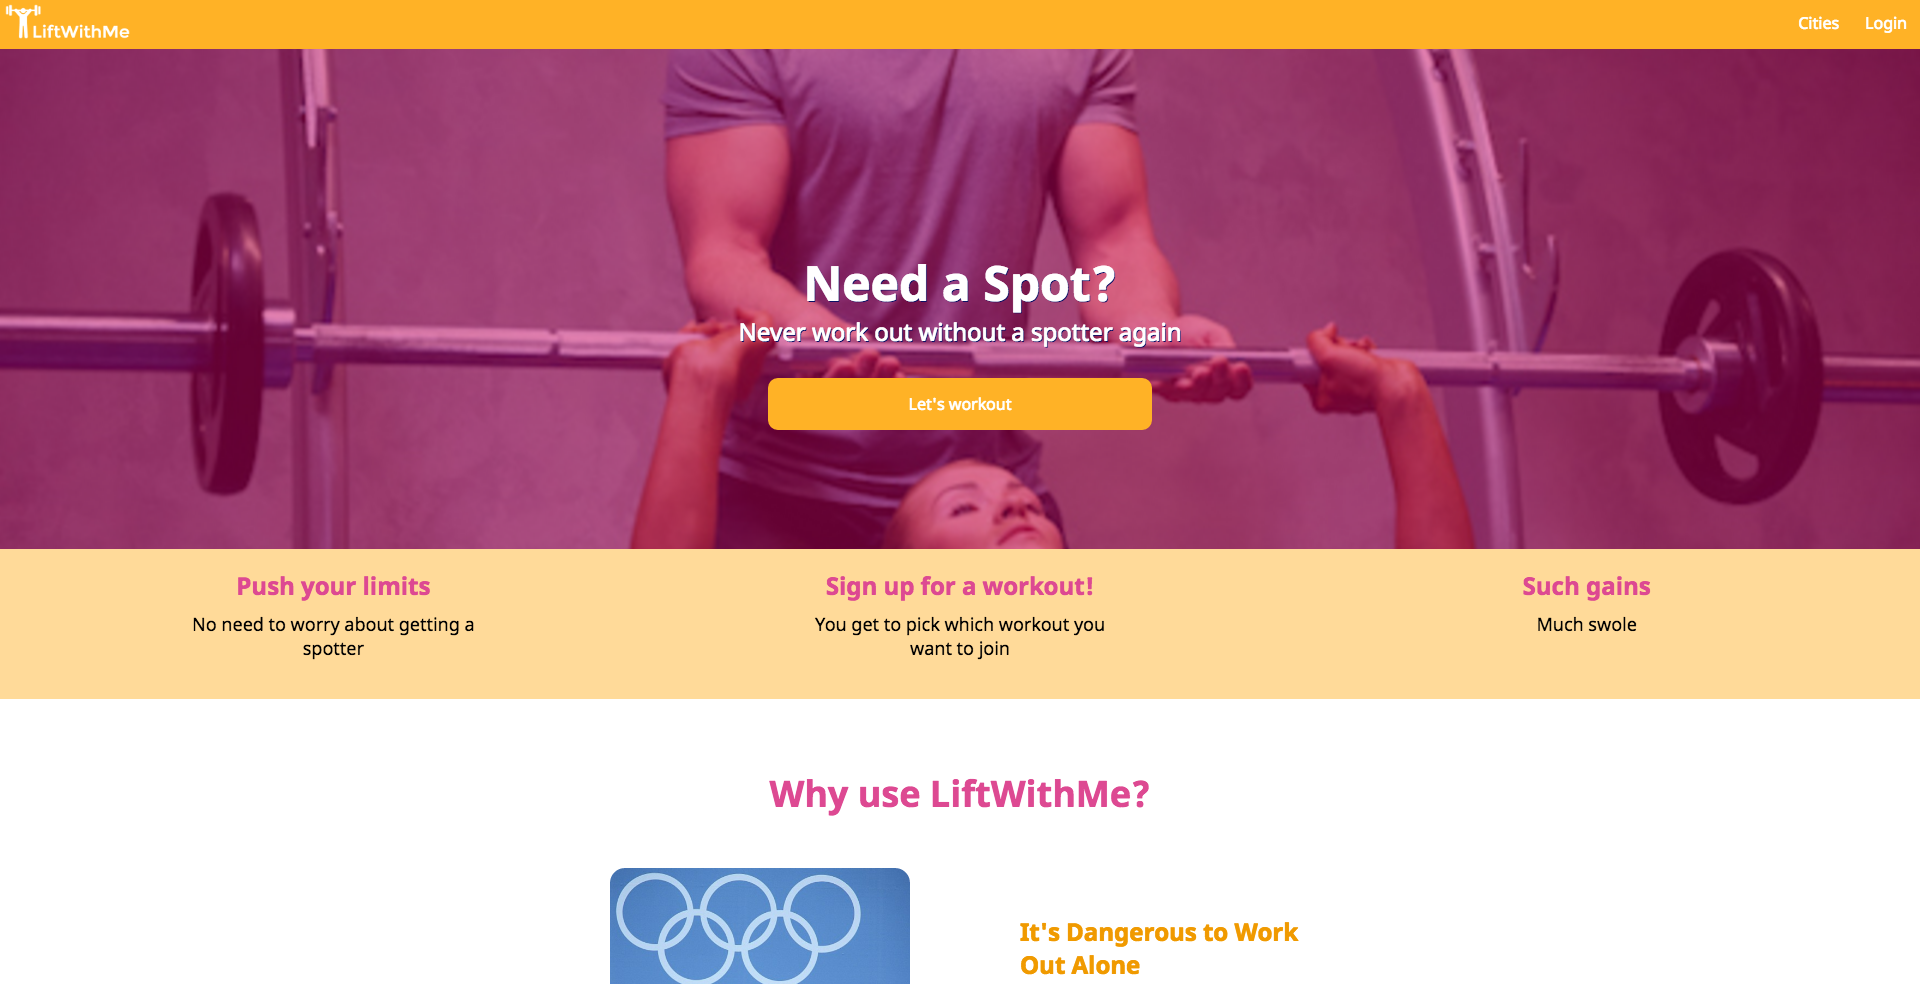 LiftWithMe
Cities
Login
Need a Spot?
Never work out without a spotter again
Let's workout
Push your limits
No need to worry about getting a
spotter
Sign up for a workout!
You get to pick which workout you
want to join
Such gains
Much swole
Why use LiftWithMe?
It's Dangerous to Work
Out Alone